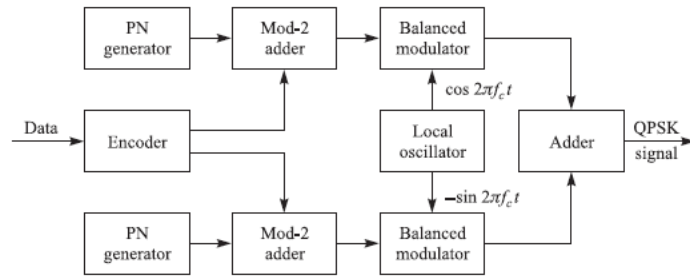 PN
generator
Mod-2
adder
Balanced
modulator
cos 2πf_c t
Data
Encoder
Local
oscillator
Adder
QPSK
signal
−sin 2πf_c t
PN
generator
Mod-2
adder
Balanced
modulator